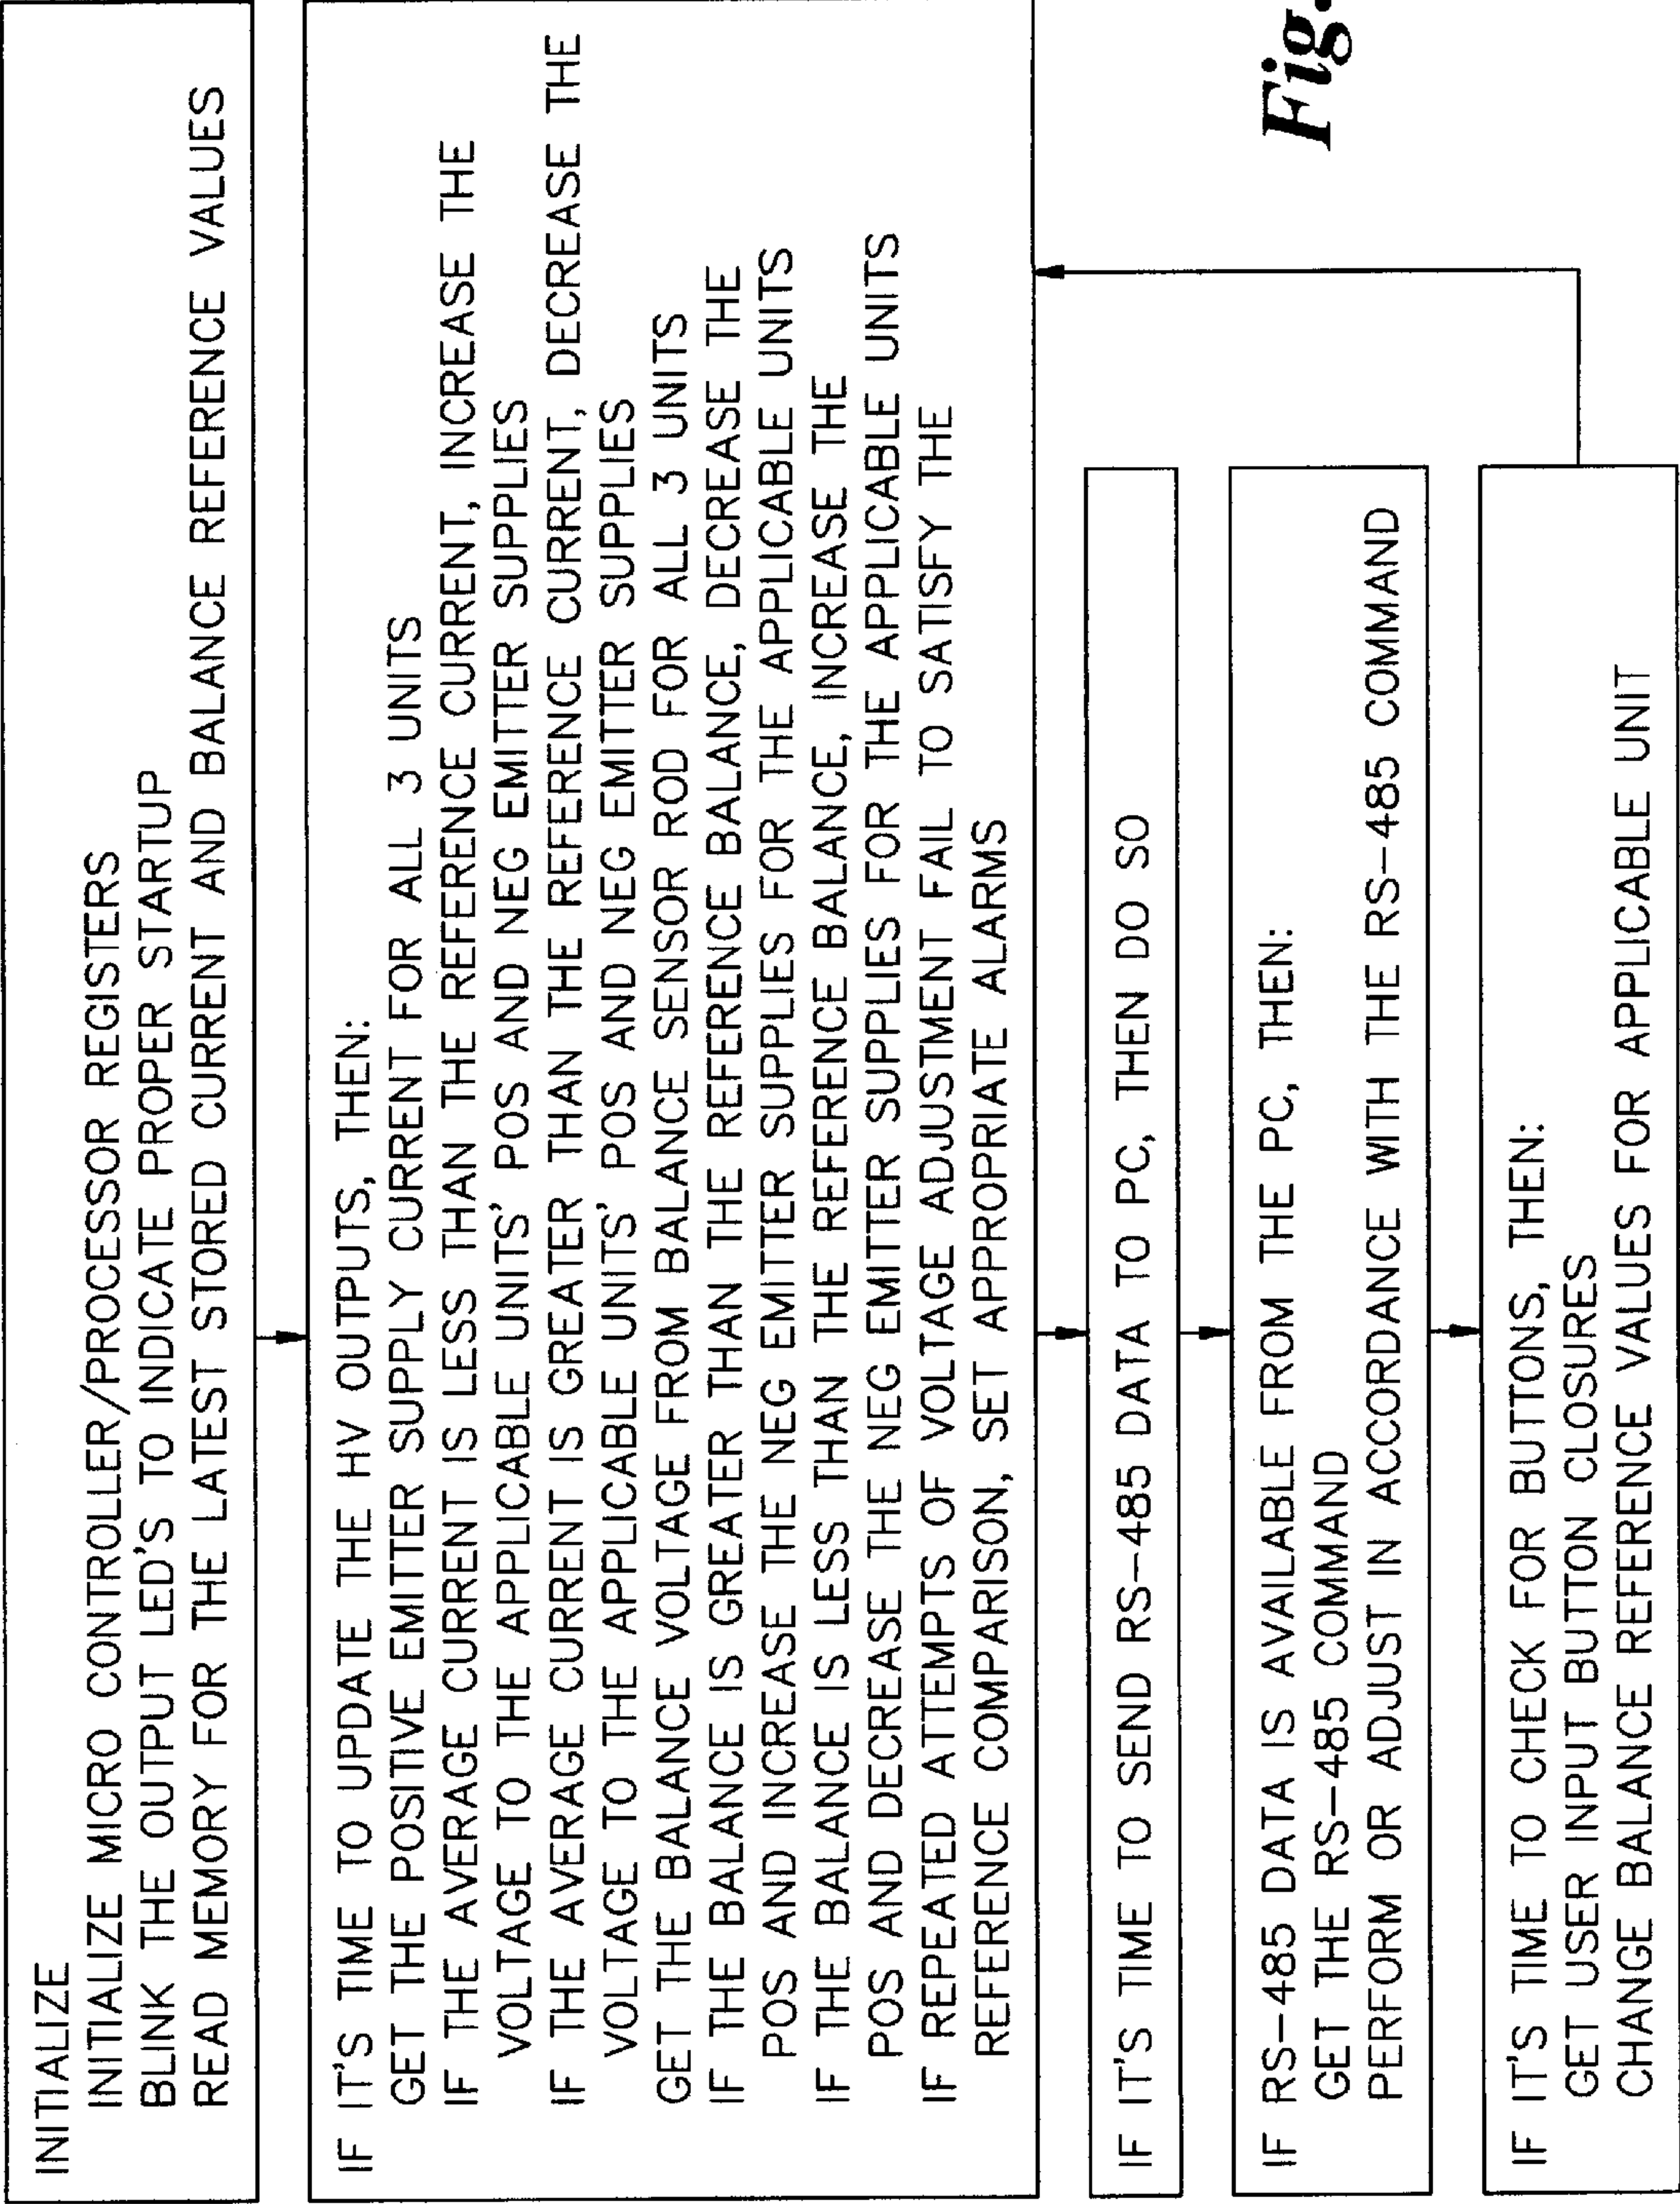 INITIALIZE
INITIALIZE MICRO CONTROLLER/PROCESSOR REGISTERS
BLINK THE OUTPUT LED'S TO INDICATE PROPER STARTUP
READ MEMORY FOR THE LATEST STORED CURRENT AND BALANCE REFERENCE VALUES
IF IT'S TIME TO UPDATE THE HV OUTPUTS, THEN:
GET THE POSITIVE EMITTER SUPPLY CURRENT FOR ALL 3 UNITS
IF THE AVERAGE CURRENT IS LESS THAN THE REFERENCE CURRENT, INCREASE THE
VOLTAGE TO THE APPLICABLE UNITS' POS AND NEG EMITTER SUPPLIES
IF THE AVERAGE CURRENT IS GREATER THAN THE REFERENCE CURRENT, DECREASE THE
VOLTAGE TO THE APPLICABLE UNITS' POS AND NEG EMITTER SUPPLIES
GET THE BALANCE VOLTAGE FROM BALANCE SENSOR ROD FOR ALL 3 UNITS
IF THE BALANCE IS GREATER THAN THE REFERENCE BALANCE, DECREASE THE
POS AND INCREASE THE NEG EMITTER SUPPLIES FOR THE APPLICABLE UNITS
IF THE BALANCE IS LESS THAN THE REFERENCE BALANCE, INCREASE THE
POS AND DECREASE THE NEG EMITTER SUPPLIES FOR THE APPLICABLE UNITS
IF REPEATED ATTEMPTS OF VOLTAGE ADJUSTMENT FAIL TO SATISFY THE
REFERENCE COMPARISON, SET APPROPRIATE ALARMS
IF IT'S TIME TO SEND RS-485 DATA TO PC, THEN DO SO
IF RS-485 DATA IS AVAILABLE FROM THE PC, THEN:
GET THE RS-485 COMMAND
PERFORM OR ADJUST IN ACCORDANCE WITH THE RS-485 COMMAND
IF IT'S TIME TO CHECK FOR BUTTONS, THEN:
GET USER INPUT BUTTON CLOSURES
CHANGE BALANCE REFERENCE VALUES FOR APPLICABLE UNIT
Fig.